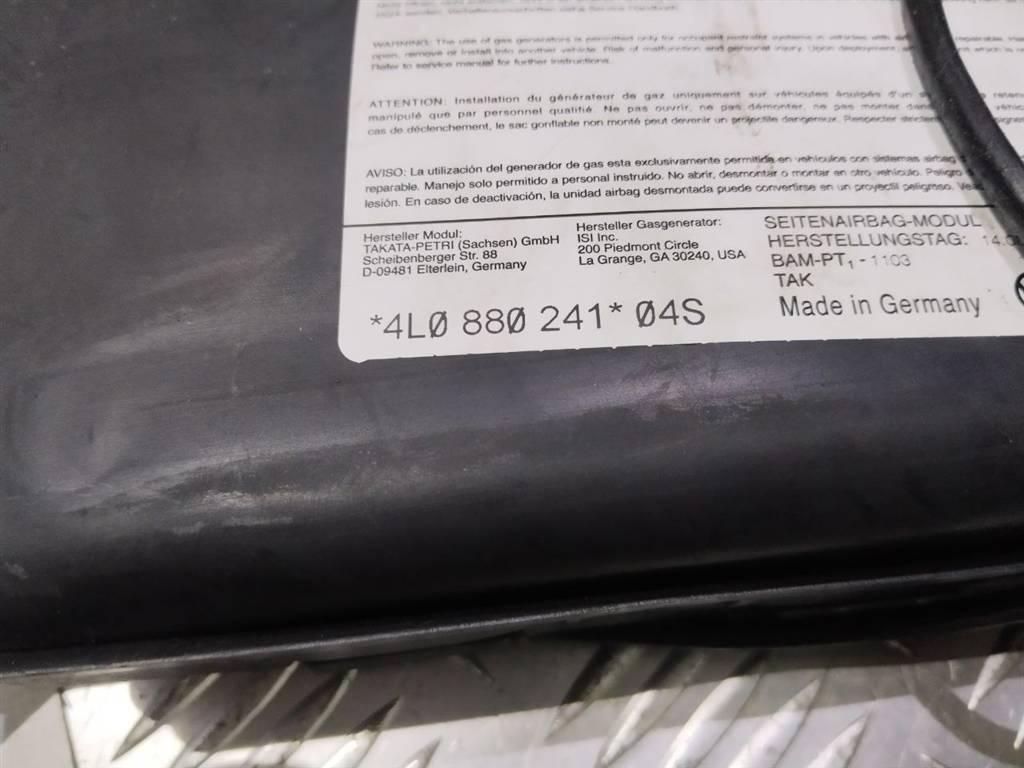 WARNING: The use of gas generators is permitted only for occupant restraint systems in vehicles with
open, remove or install into another vehicle. Risk of malfunction and personal injury. Upon deployment,
Refer to service manual for further instructions.
ATTENTION: Installation du générateur de gaz uniquement sur véhicules équipés d'un
manipulé que par personnel qualifié. Ne pas ouvrir, ne pas démonter, ne pas monter dans
cas de déclenchement, le sac gonflable non monté peut devenir un projectile dangereux. Respecter
AVISO: La utilización del generador de gas esta exclusivamente permitida en vehículos con sistemas airbag
reparable. Manejo solo permitido a personal instruido. No abrir, desmontar o montar en otro vehículo. Peligro
lesión. En caso de deactivación, la unidad airbag desmontada puede convertirse en un proyectil peligroso.
Hersteller Modul:
TAKATA-PETRI (Sachsen) GmbH
Scheibenberger Str. 88
D-09481 Elterlein, Germany
Hersteller Gasgenerator:
ISI Inc.
200 Piedmont Circle
La Grange, GA 30240, USA
SEITENAIRBAG-MODUL
HERSTELLUNGSTAG: 14.0
BAM-PT1-1103
TAK
Made in Germany
*4L0 880 241* 04S